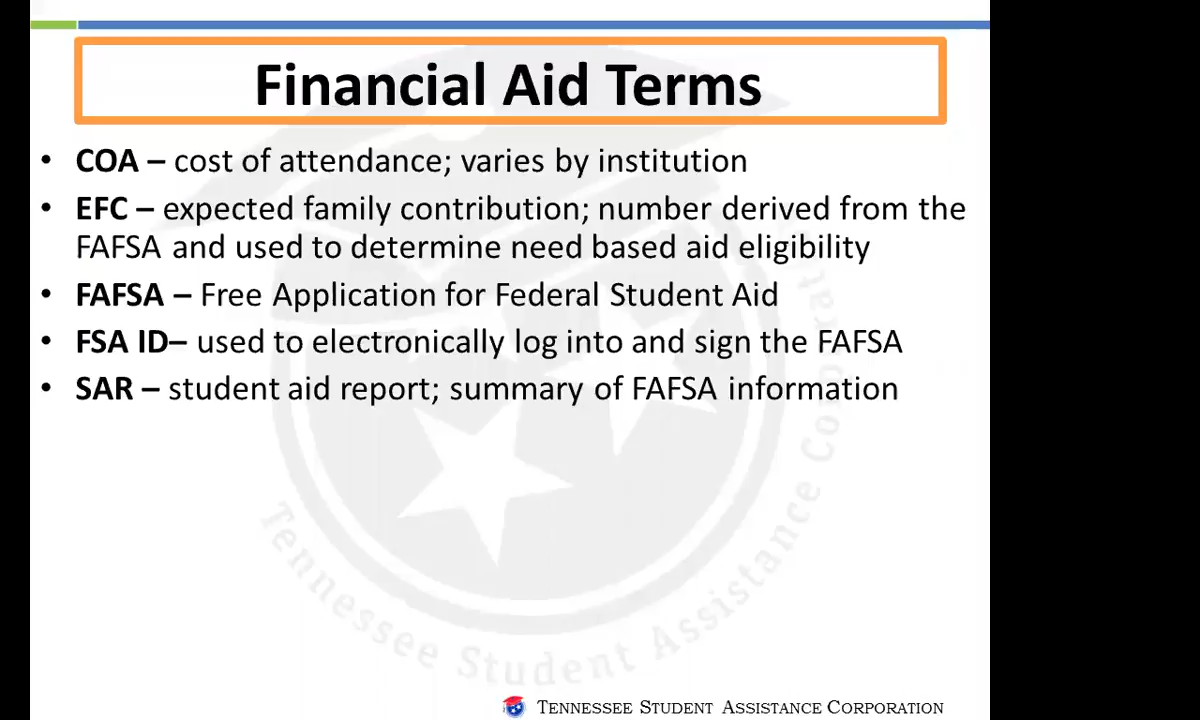 Financial Aid Terms
• COA – cost of attendance; varies by institution
• EFC – expected family contribution; number derived from the
FAFSA and used to determine need based aid eligibility
• FAFSA – Free Application for Federal Student Aid
• FSA ID– used to electronically log into and sign the FAFSA
• SAR – student aid report; summary of FAFSA information
Tennessee Student Assistance
TENNESSEE STUDENT ASSISTANCE CORPORATION